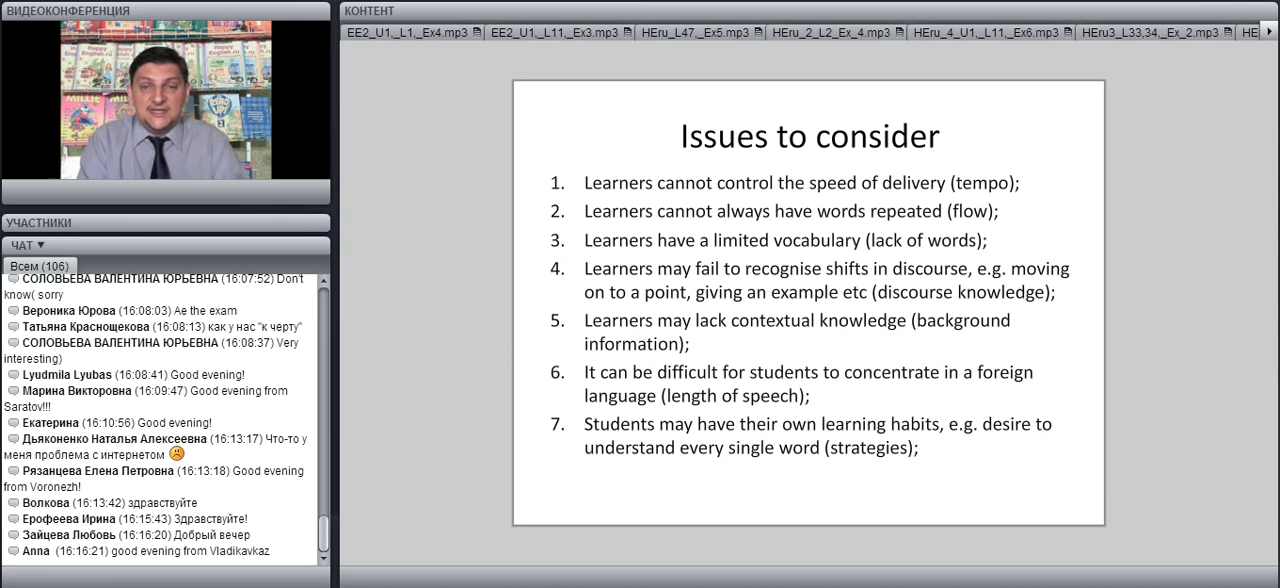 ВИДЕОКОНФЕРЕНЦИЯ
Happy English.ru
Happy English.ru
MILLIE
MILLIE
УЧАСТНИКИ
ЧАТ ▼
Всем (106)
СОЛОВЬЕВА ВАЛЕНТИНА ЮРЬЕВНА (16:07:52) Don't
know( sorry
Вероника Юрова (16:08:03) Ae the exam
Татьяна Краснощекова (16:08:13) как у нас "к черту"
СОЛОВЬЕВА ВАЛЕНТИНА ЮРЬЕВНА (16:08:37) Very
interesting)
Lyudmila Lyubas (16:08:41) Good evening!
Марина Викторовна (16:09:47) Good evening from
Saratov!!!
Екатерина (16:10:56) Good evening!
Дьяконенко Наталья Алексеевна (16:13:17) Что-то у
меня проблема с интернетом
Рязанцева Елена Петровна (16:13:18) Good evening
from Voronezh!
Волкова (16:13:42) здравствуйте
Ерофеева Ирина (16:15:43) Здравствуйте!
Зайцева Любовь (16:16:20) Добрый вечер
Anna (16:16:21) good evening from Vladikavkaz
КОНТЕНТ
EE2_U1,_L1,_Ex4.mp3 EE2_U1,_L11,_Ex3.mp3 HEru_L47,_Ex5.mp3 HEru_2_L2_Ex_4.mp3 HEru_4_U1,_L11,_Ex6.mp3 HEru3_L33,34,_Ex_2.mp3 HE
Issues to consider
1. Learners cannot control the speed of delivery (tempo);
2. Learners cannot always have words repeated (flow);
3. Learners have a limited vocabulary (lack of words);
4. Learners may fail to recognise shifts in discourse, e.g. moving
on to a point, giving an example etc (discourse knowledge);
5. Learners may lack contextual knowledge (background
information);
6. It can be difficult for students to concentrate in a foreign
language (length of speech);
7. Students may have their own learning habits, e.g. desire to
understand every single word (strategies);